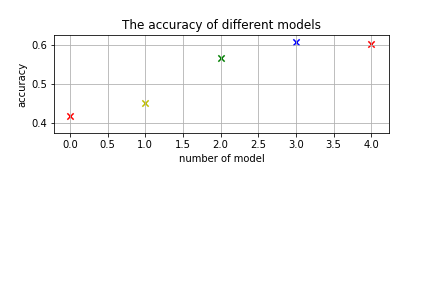 The accuracy of different models
accuracy
0.6
0.5
0.4
0.0 0.5 1.0 1.5 2.0 2.5 3.0 3.5 4.0
number of model